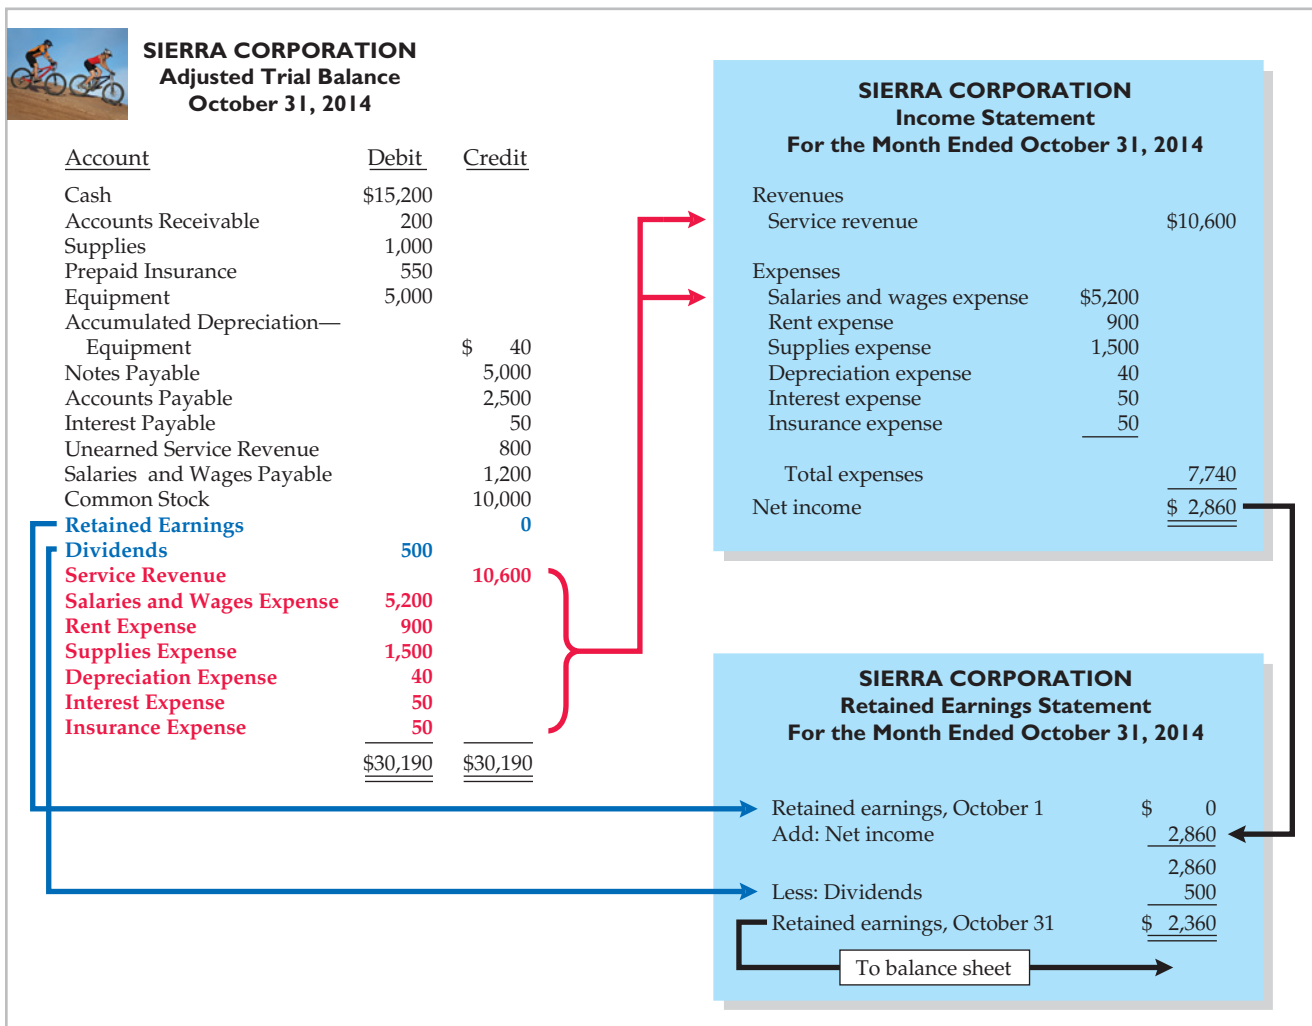 SIERRA CORPORATION
Adjusted Trial Balance
October 31, 2014
Account Debit Credit
Cash $15,200
Accounts Receivable 200
Supplies 1,000
Prepaid Insurance 550
Equipment 5,000
Accumulated Depreciation—
Equipment $ 40
Notes Payable 5,000
Accounts Payable 2,500
Interest Payable 50
Unearned Service Revenue 800
Salaries and Wages Payable 1,200
Common Stock 10,000
Retained Earnings 0
Dividends 500
Service Revenue 10,600
Salaries and Wages Expense 5,200
Rent Expense 900
Supplies Expense 1,500
Depreciation Expense 40
Interest Expense 50
Insurance Expense 50
$30,190 $30,190
SIERRA CORPORATION
Income Statement
For the Month Ended October 31, 2014
Revenues
Service revenue $10,600
Expenses
Salaries and wages expense $5,200
Rent expense 900
Supplies expense 1,500
Depreciation expense 40
Interest expense 50
Insurance expense 50
Total expenses 7,740
Net income $ 2,860
SIERRA CORPORATION
Retained Earnings Statement
For the Month Ended October 31, 2014
Retained earnings, October 1 $ 0
Add: Net income 2,860
2,860
Less: Dividends 500
Retained earnings, October 31 $ 2,360
To balance sheet